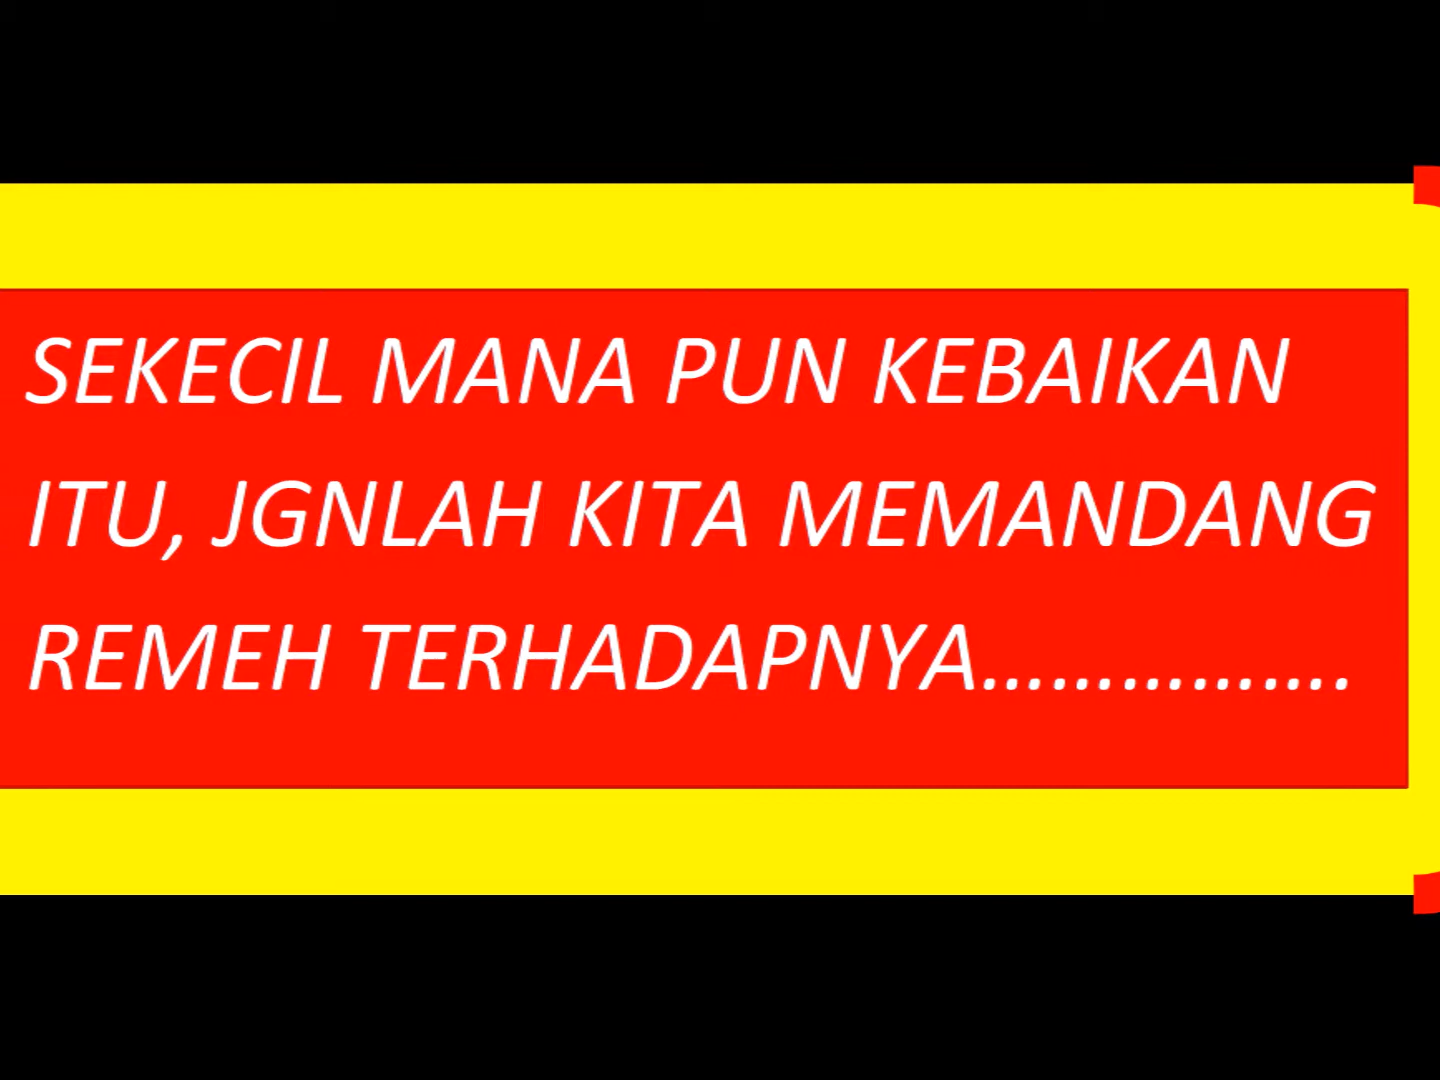 SEKECIL MANA PUN KEBAIKAN
ITU, JGNLAH KITA MEMANDANG
REMEH TERHADAPNYA................